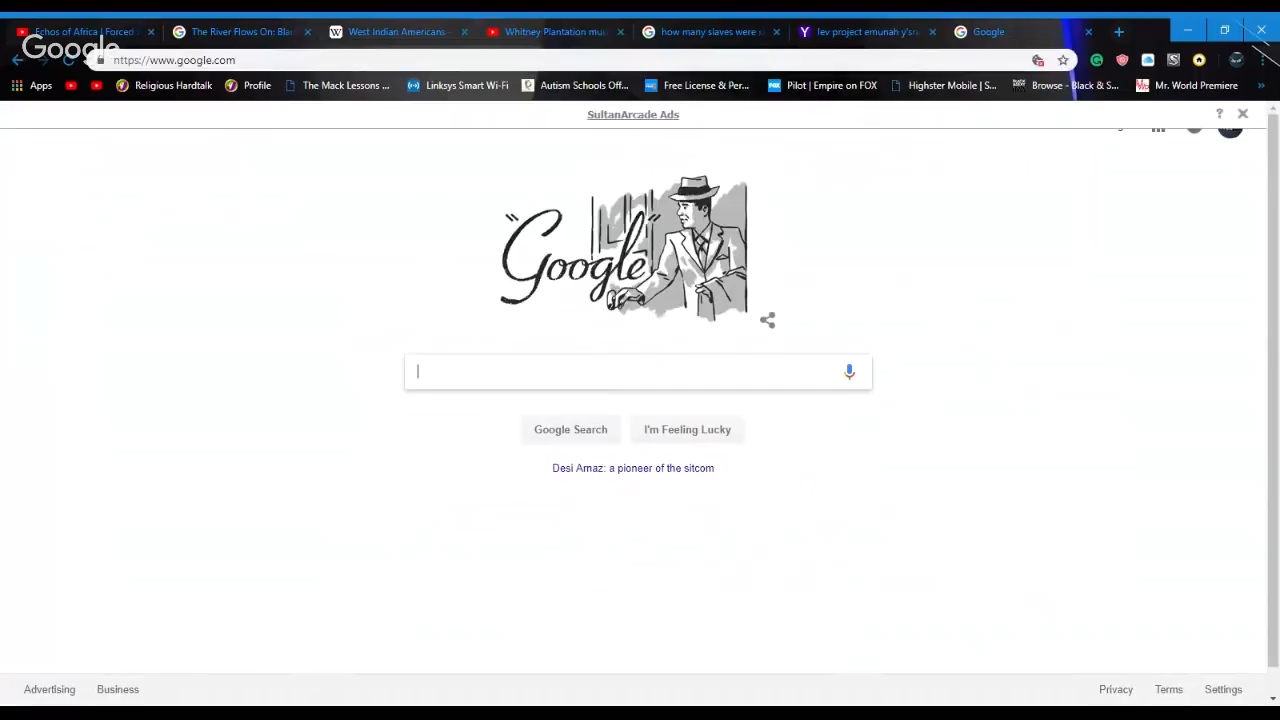 Echos of Africa | Forced
The River Flows On: Bla
West Indian Americans -
Whitney Plantation mu
how many slaves were s
lev project emunah y's
Google
Google
https://www.google.com
Apps
Religious Hardtalk
Profile
The Mack Lessons ...
Linksys Smart Wi-Fi
Autism Schools Off...
Free License & Per...
Pilot | Empire on FOX
Highster Mobile | S...
Browse - Black & S...
Mr. World Premiere
»
SultanArcade Ads
?
"Google"
Google Search
I'm Feeling Lucky
Desi Arnaz: a pioneer of the sitcom
Advertising
Business
Privacy
Terms
Settings